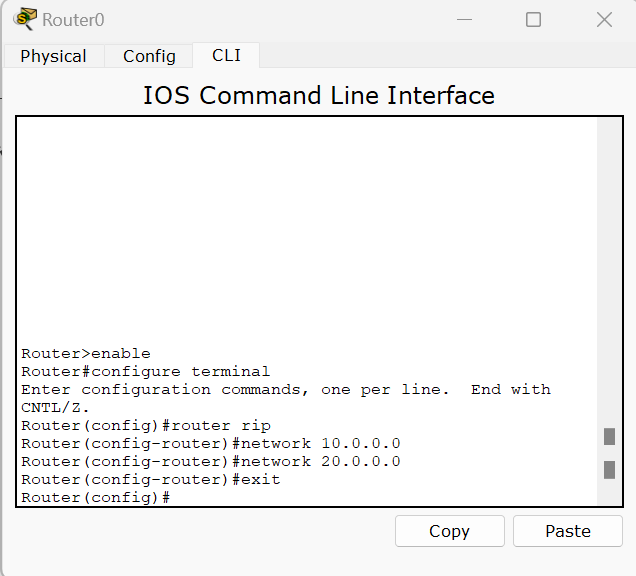 Router0
Physical Config CLI
IOS Command Line Interface
Router>enable
Router#configure terminal
Enter configuration commands, one per line.  End with
CNTL/Z.
Router(config)#router rip
Router(config-router)#network 10.0.0.0
Router(config-router)#network 20.0.0.0
Router(config-router)#exit
Router(config)#
Copy Paste